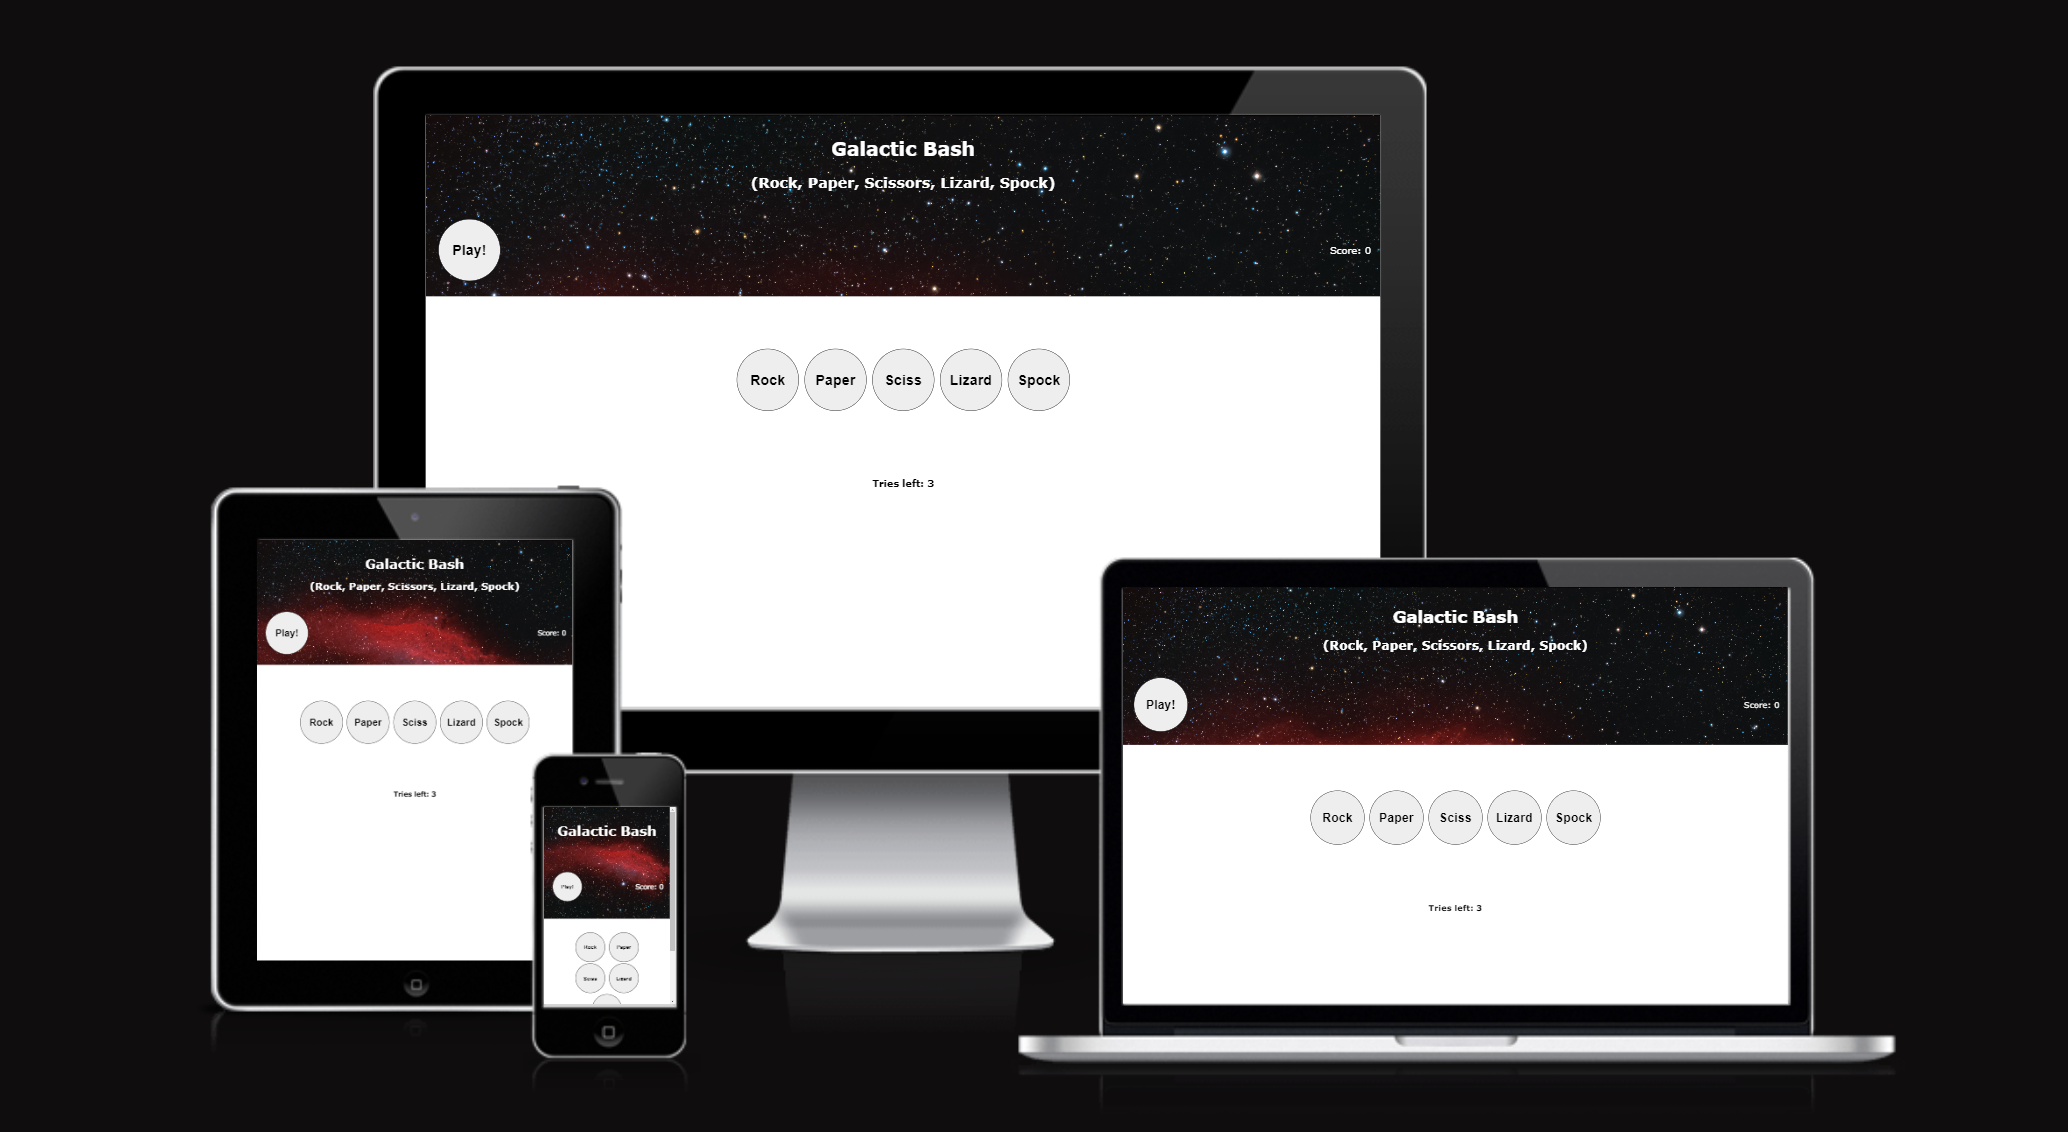 Galactic Bash
(Rock, Paper, Scissors, Lizard, Spock)
Play!
Score: 0
Rock Paper Sciss Lizard Spock
Tries left: 3
Galactic Bash
(Rock, Paper, Scissors, Lizard, Spock)
Play!
Score: 0
Rock Paper Sciss Lizard Spock
Tries left: 3
Galactic Bash
Play!
Score: 0
Rock Paper
Sciss Lizard
Galactic Bash
(Rock, Paper, Scissors, Lizard, Spock)
Play!
Score: 0
Rock Paper Sciss Lizard Spock
Tries left: 3